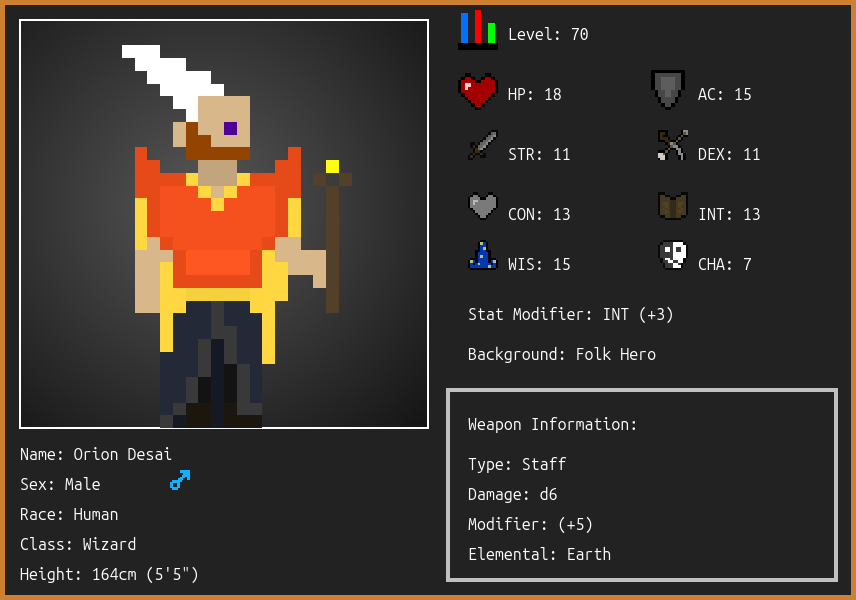 Level: 70
HP: 18
AC: 15
STR: 11
DEX: 11
CON: 13
INT: 13
WIS: 15
CHA: 7
Stat Modifier: INT (+3)
Background: Folk Hero
Weapon Information:
Type: Staff
Damage: d6
Modifier: (+5)
Elemental: Earth
Name: Orion Desai
Sex: Male
Race: Human
Class: Wizard
Height: 164cm (5'5")